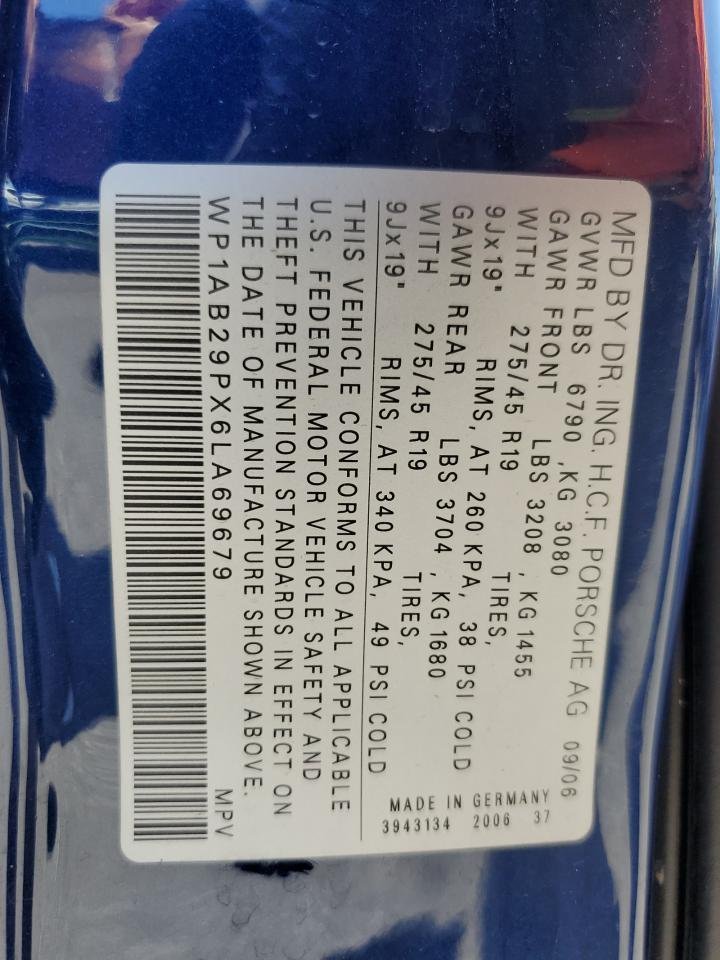 MFD BY DR. ING. H.C.F. PORSCHE AG 09/06
GVWR LBS 6790 ,KG 3080
GAWR FRONT LBS 3208 , KG 1455
WITH 275/45 R19 TIRES,
9Jx19" RIMS, AT 260 KPA, 38 PSI COLD
GAWR REAR LBS 3704 , KG 1680
WITH 275/45 R19 TIRES,
9Jx19" RIMS, AT 340 KPA, 49 PSI COLD
MADE IN GERMANY
3943134 2006 37
THIS VEHICLE CONFORMS TO ALL APPLICABLE
U.S. FEDERAL MOTOR VEHICLE SAFETY AND
THEFT PREVENTION STANDARDS IN EFFECT ON
THE DATE OF MANUFACTURE SHOWN ABOVE.
WP1AB29PX6LA69679 MPV